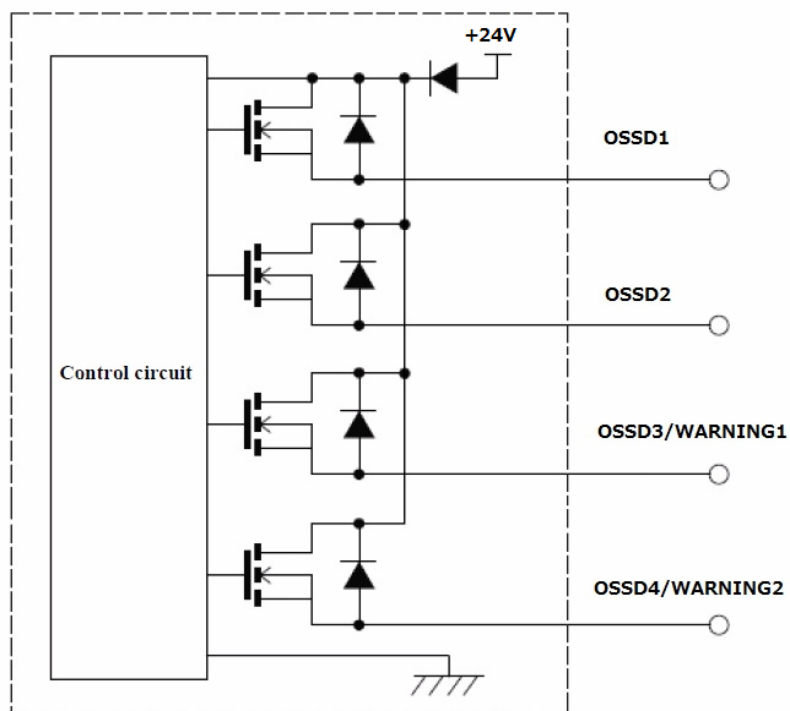 +24V
OSSD1
OSSD2
Control circuit
OSSD3/WARNING1
OSSD4/WARNING2